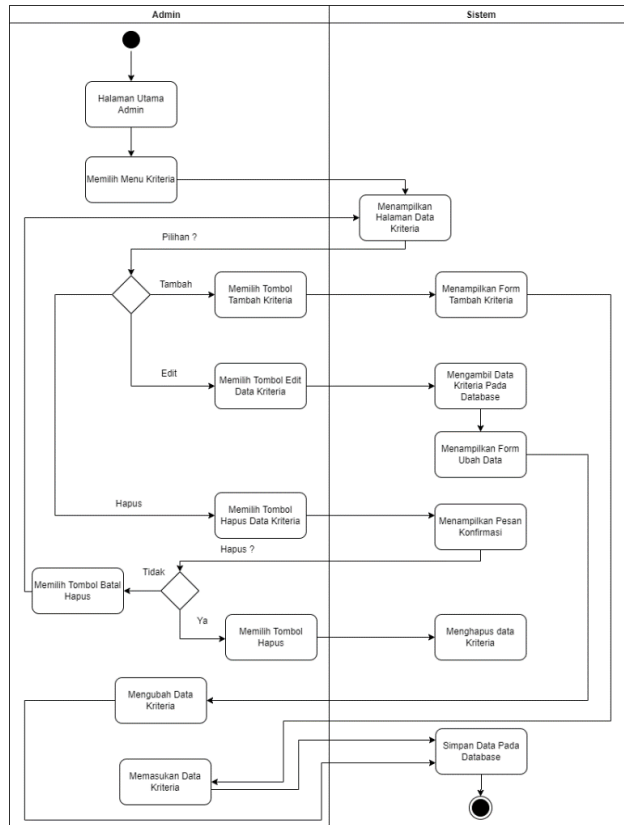 Admin
Sistem
Halaman Utama
Admin
Memilih Menu Kriteria
Menampilkan
Halaman Data
Kriteria
Pilihan ?
Tambah
Memilih Tombol
Tambah Kriteria
Menampilkan Form
Tambah Kriteria
Edit
Memilih Tombol Edit
Data Kriteria
Mengambil Data
Kriteria Pada
Database
Menampilkan Form
Ubah Data
Hapus
Memilih Tombol
Hapus Data Kriteria
Menampilkan Pesan
Konfirmasi
Hapus ?
Tidak
Memilih Tombol Batal
Hapus
Ya
Memilih Tombol
Hapus
Menghapus data
Kriteria
Mengubah Data
Kriteria
Simpan Data Pada
Database
Memasukan Data
Kriteria